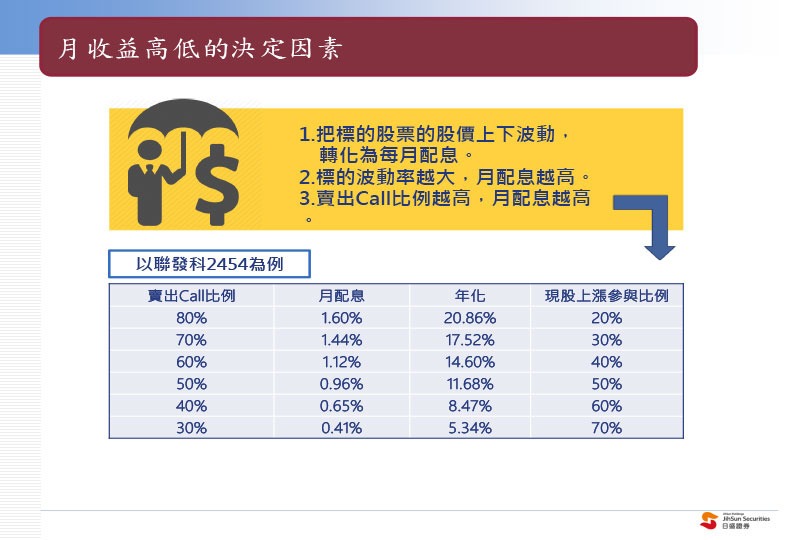 月收益高低的決定因素
1.把標的股票的股價上下波動，
轉化為每月配息。
2.標的波動率越大，月配息越高。
3.賣出Call比例越高，月配息越高
。
以聯發科2454為例
賣出Call比例 月配息 年化 現股上漲參與比例
80% 1.60% 20.86% 20%
70% 1.44% 17.52% 30%
60% 1.12% 14.60% 40%
50% 0.96% 11.68% 50%
40% 0.65% 8.47% 60%
30% 0.41% 5.34% 70%
JihSun Securities
日盛證券